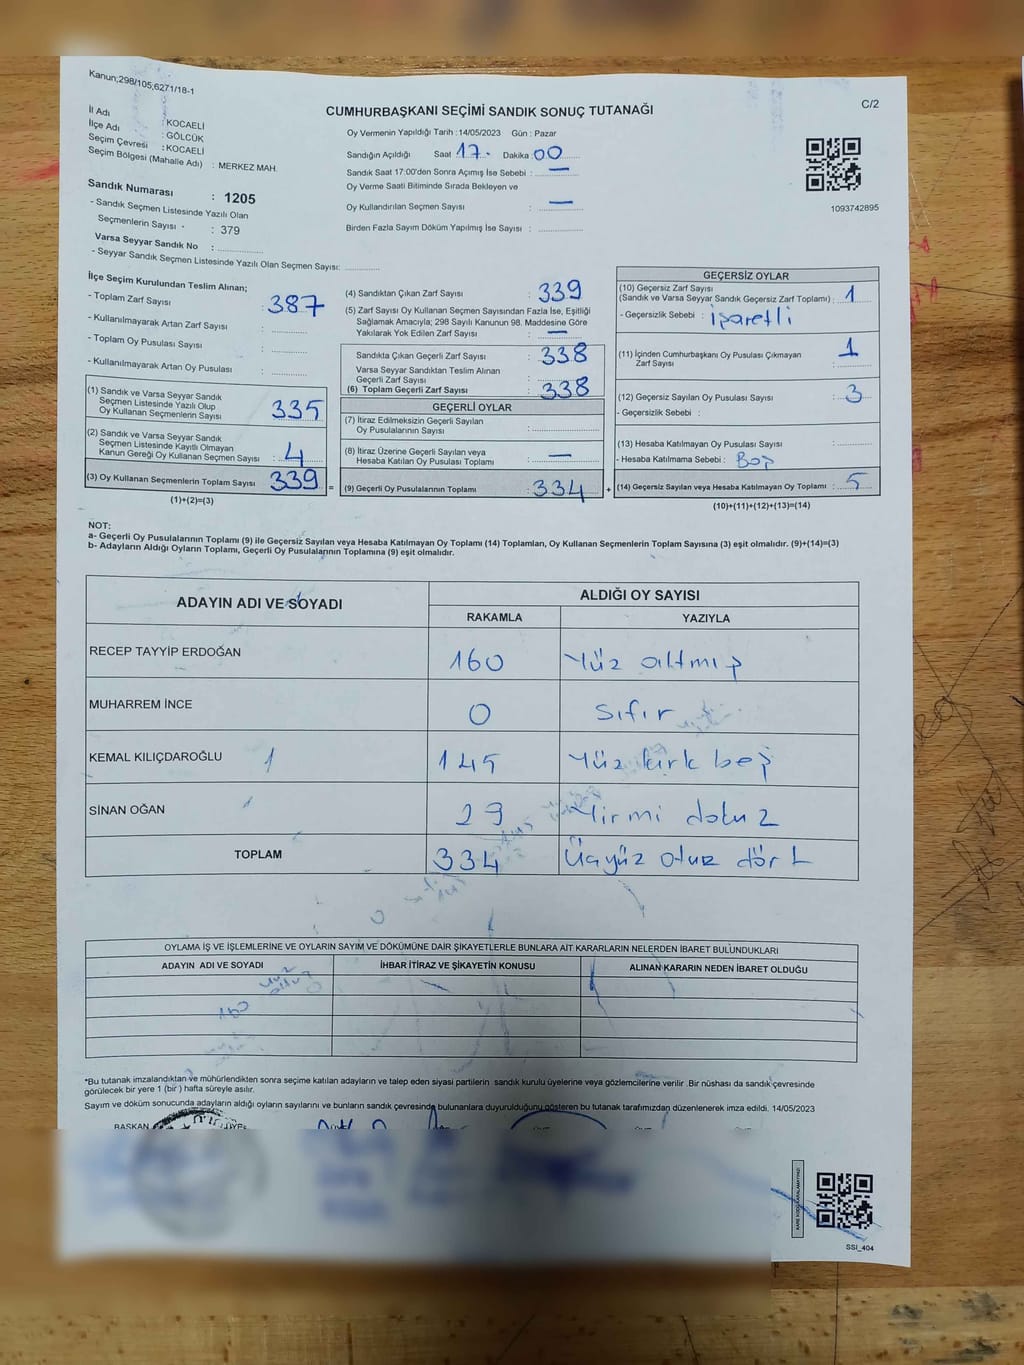 Kanun;298/105,6271/18-1
CUMHURBAŞKANI SEÇİMİ SANDIK SONUÇ TUTANAĞI
C/2
İl Adı : KOCAELİ
İlçe Adı : GÖLCÜK
Seçim Çevresi : KOCAELİ
Seçim Bölgesi (Mahalle Adı) : MERKEZ MAH.
Sandık Numarası : 1205
- Sandık Seçmen Listesinde Yazılı Olan
Seçmenlerin Sayısı : 379
Varsa Seyyar Sandık No :
- Seyyar Sandık Seçmen Listesinde Yazılı Olan Seçmen Sayısı:
Oy Vermenin Yapıldığı Tarih : 14/05/2023 Gün : Pazar
Sandığın Açıldığı Saat 17. Dakika : 00
Sandık Saat 17:00'den Sonra Açımış İse Sebebi : —
Oy Verme Saati Bitiminde Sırada Bekleyen ve
Oy Kullandırılan Seçmen Sayısı : —
Birden Fazla Sayım Döküm Yapılmış İse Sayısı :
1093742895
İlçe Seçim Kurulundan Teslim Alınan;
- Toplam Zarf Sayısı : 387
- Kullanılmayarak Artan Zarf Sayısı :
- Toplam Oy Pusulası Sayısı :
- Kullanılmayarak Artan Oy Pusulası :
(1) Sandık ve Varsa Seyyar Sandık
Seçmen Listesinde Yazılı Olup
Oy Kullanan Seçmenlerin Sayısı : 335
(2) Sandık ve Varsa Seyyar Sandık
Seçmen Listesinde Kayıtlı Olmayan
Kanun Gereği Oy Kullanan Seçmen Sayısı : 4
(3) Oy Kullanan Seçmenlerin Toplam Sayısı : 339
(1)+(2)=(3)
(4) Sandıktan Çıkan Zarf Sayısı : 339
(5) Zarf Sayısı Oy Kullanan Seçmen Sayısından Fazla İse, Eşitliği
Sağlamak Amacıyla; 298 Sayılı Kanunun 98. Maddesine Göre
Yakılarak Yok Edilen Zarf Sayısı : —
Sandıkta Çıkan Geçerli Zarf Sayısı : 338
Varsa Seyyar Sandıktan Teslim Alınan
Geçerli Zarf Sayısı :
(6) Toplam Geçerli Zarf Sayısı : 338
GEÇERLİ OYLAR
(7) İtiraz Edilmeksizin Geçerli Sayılan
Oy Pusulalarının Sayısı :
(8) İtiraz Üzerine Geçerli Sayılan veya
Hesaba Katılan Oy Pusulası Toplamı : —
= (9) Geçerli Oy Pusulalarının Toplamı : 334 +
GEÇERSİZ OYLAR
(10) Geçersiz Zarf Sayısı
(Sandık ve Varsa Seyyar Sandık Geçersiz Zarf Toplamı) : 1
- Geçersizlik Sebebi : işaretli
(11) İçinden Cumhurbaşkanı Oy Pusulası Çıkmayan
Zarf Sayısı : 1
(12) Geçersiz Sayılan Oy Pusulası Sayısı : 3
- Geçersizlik Sebebi :
(13) Hesaba Katılmayan Oy Pusulası Sayısı :
- Hesaba Katılmama Sebebi : Boş
(14) Geçersiz Sayılan veya Hesaba Katılmayan Oy Toplamı : 5
(10)+(11)+(12)+(13)=(14)
NOT:
a- Geçerli Oy Pusulalarının Toplamı (9) ile Geçersiz Sayılan veya Hesaba Katılmayan Oy Toplamı (14) Toplamları, Oy Kullanan Seçmenlerin Toplam Sayısına (3) eşit olmalıdır. (9)+(14)=(3)
b- Adayların Aldığı Oyların Toplamı, Geçerli Oy Pusulalarının Toplamına (9) eşit olmalıdır.
ADAYIN ADI VE SOYADI ALDIĞI OY SAYISI
RAKAMLA YAZIYLA
RECEP TAYYİP ERDOĞAN 160 Yüz altmış
MUHARREM İNCE 0 Sıfır
KEMAL KILIÇDAROĞLU 145 Yüz kırk beş
SİNAN OĞAN 29 Yirmi dokuz
TOPLAM 334 Üçyüz otuz dört
OYLAMA İŞ VE İŞLEMLERİNE VE OYLARIN SAYIM VE DÖKÜMÜNE DAİR ŞİKAYETLERLE BUNLARA AİT KARARLARIN NELERDEN İBARET BULUNDUKLARI
ADAYIN ADI VE SOYADI İHBAR İTİRAZ VE ŞİKAYETİN KONUSU ALINAN KARARIN NEDEN İBARET OLDUĞU
*Bu tutanak imzalandıktan ve mühürlendikten sonra seçime katılan adayların ve talep eden siyasi partilerin sandık kurulu üyelerine veya gözlemcilerine verilir. Bir nüshası da sandık çevresinde
görülecek bir yere 1 (bir) hafta süreyle asılır.
Sayım ve döküm sonucunda adayların aldığı oyların sayılarını ve bunların sandık çevresinde bulunanlara duyurulduğunu gösteren bu tutanak tarafımızdan düzenlenerek imza edildi. 14/05/2023
BAŞKAN
SSİ_404